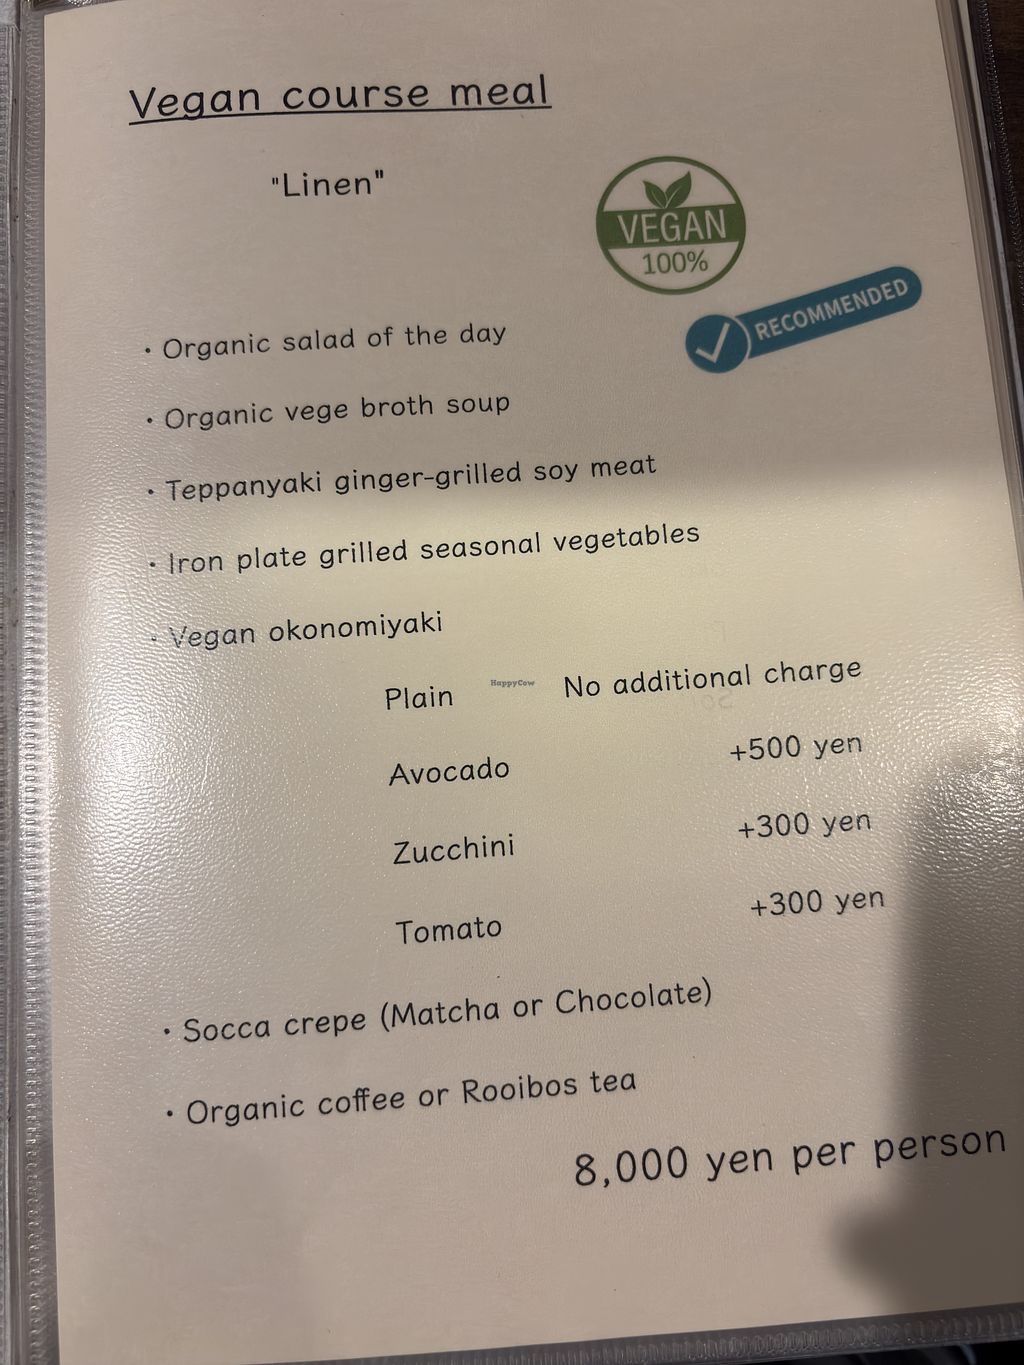 Vegan course meal
"Linen"
VEGAN
100%
RECOMMENDED
· Organic salad of the day
· Organic vege broth soup
· Teppanyaki ginger-grilled soy meat
· Iron plate grilled seasonal vegetables
· Vegan okonomiyaki
Plain HappyCow No additional charge
Avocado +500 yen
Zucchini +300 yen
Tomato +300 yen
· Socca crepe (Matcha or Chocolate)
· Organic coffee or Rooibos tea
8,000 yen per person